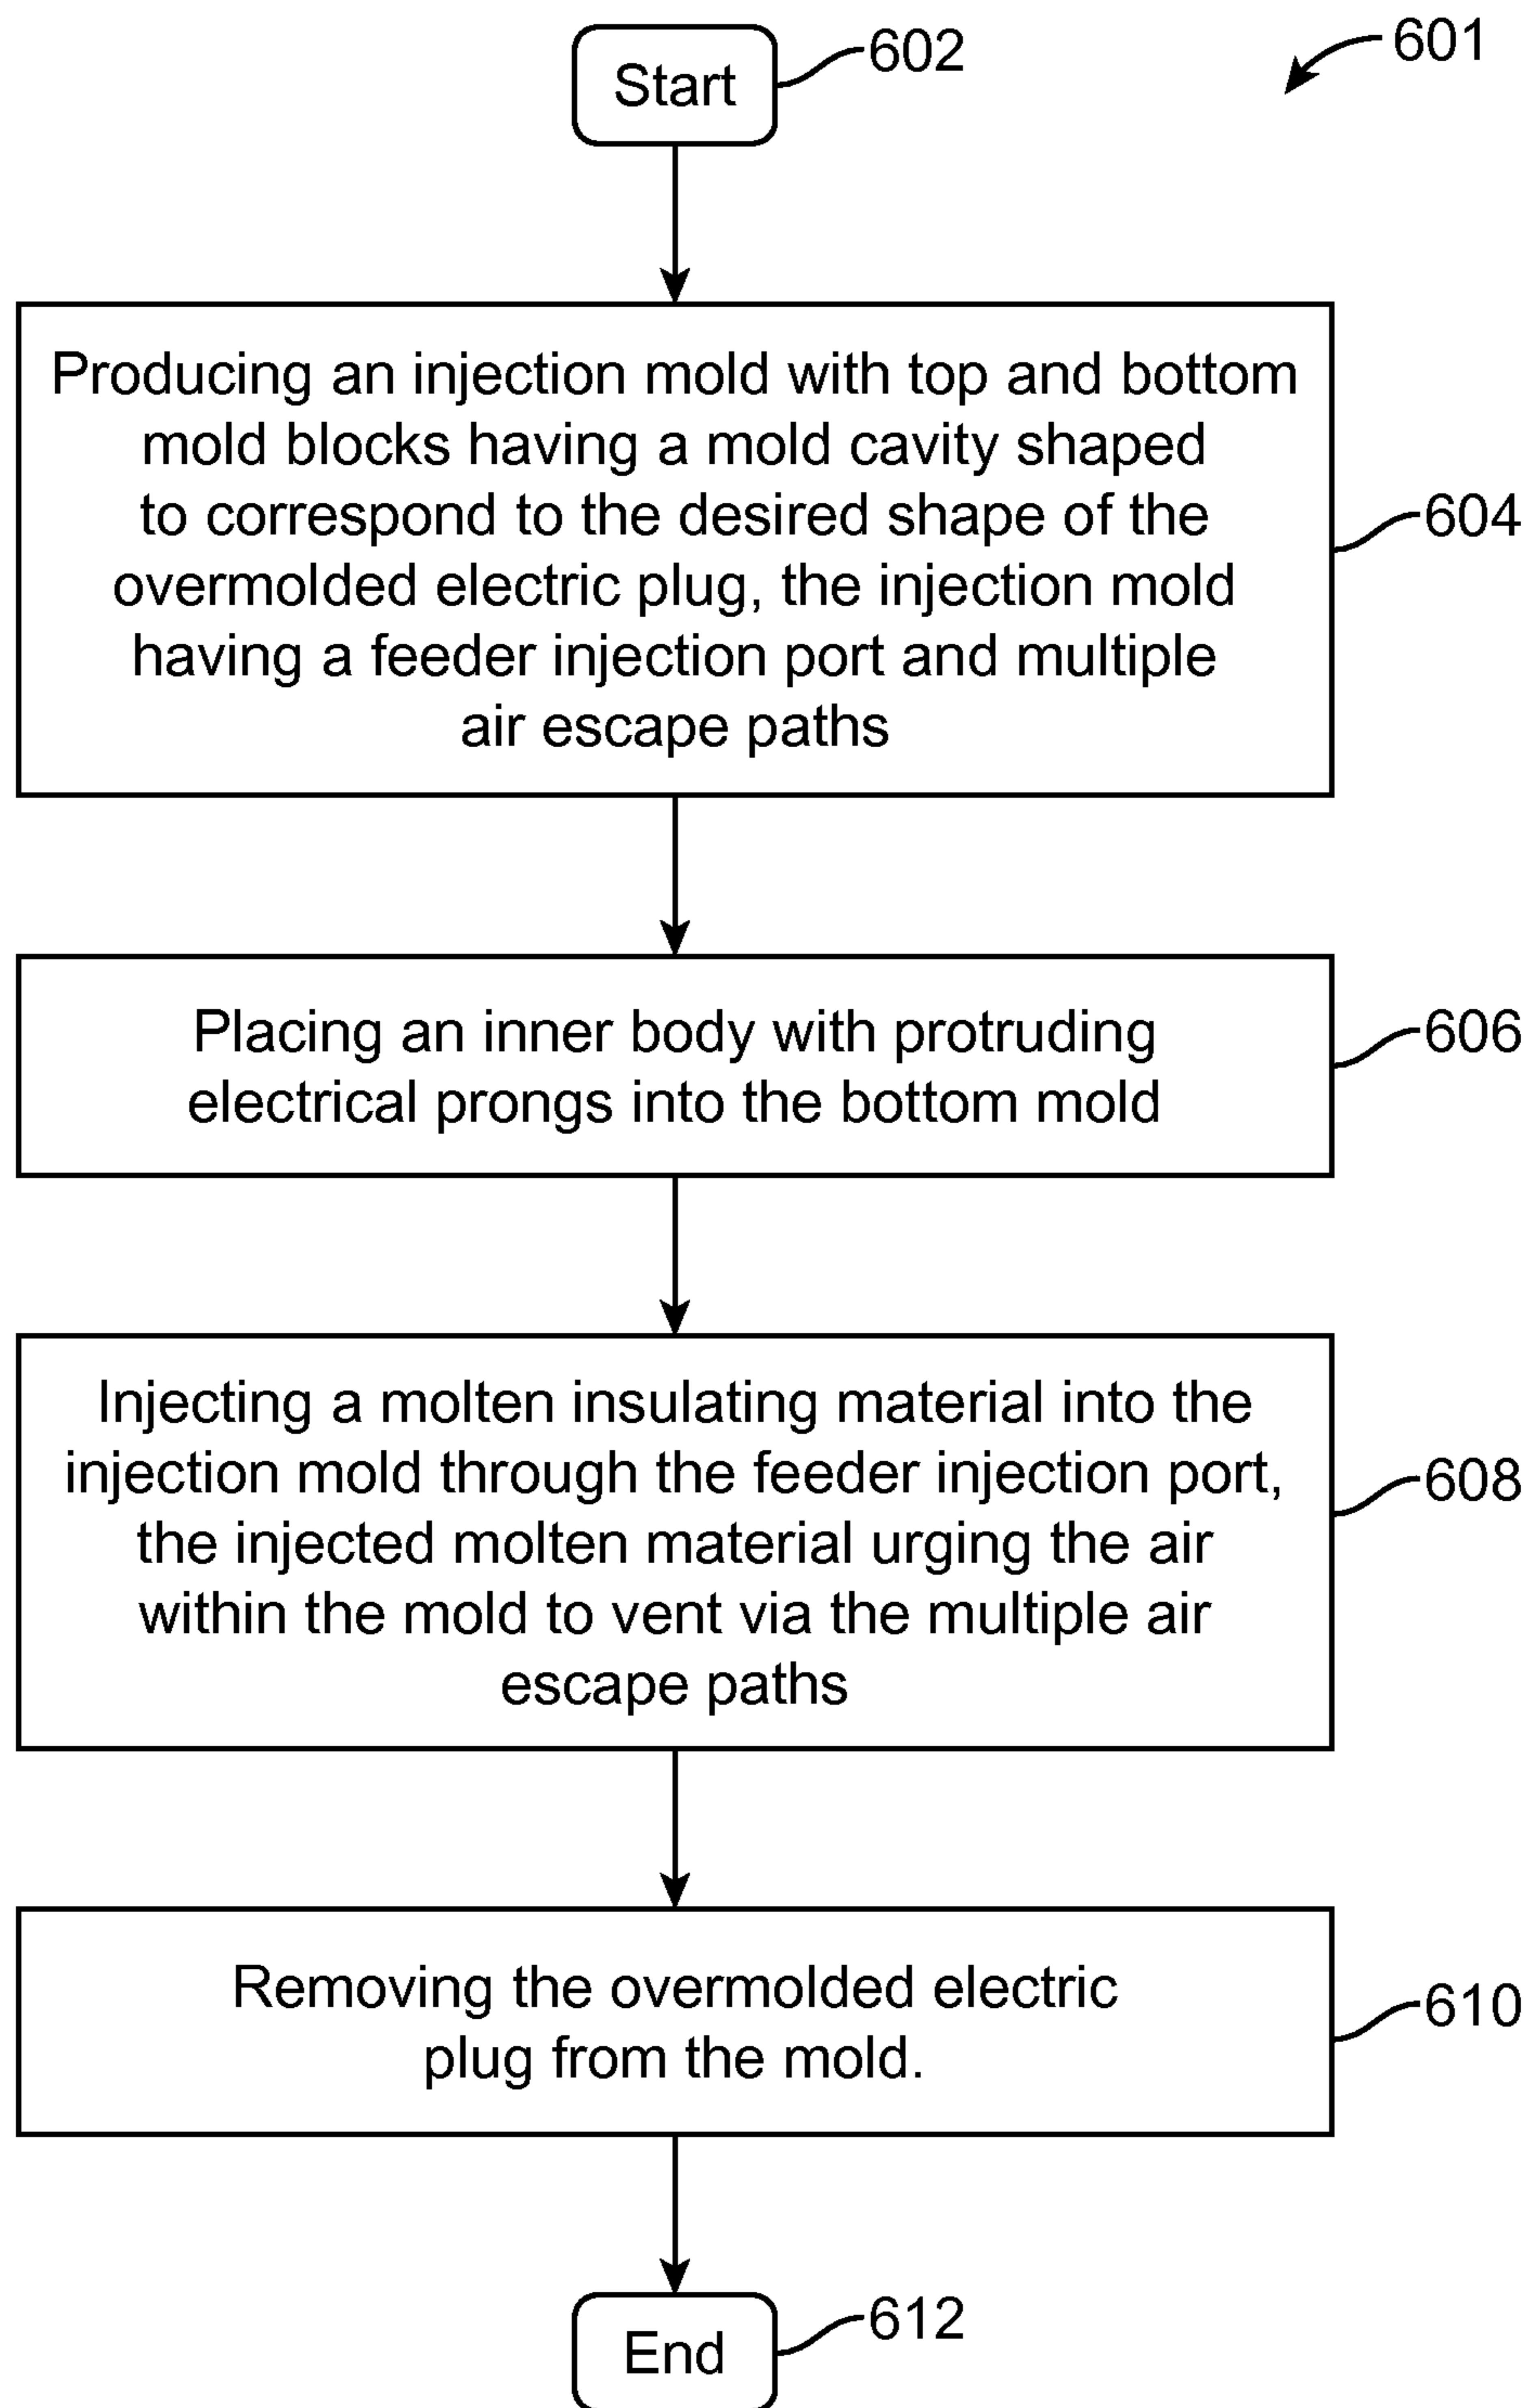 601
Start
602
Producing an injection mold with top and bottom
mold blocks having a mold cavity shaped
to correspond to the desired shape of the
overmolded electric plug, the injection mold
having a feeder injection port and multiple
air escape paths
604
Placing an inner body with protruding
electrical prongs into the bottom mold
606
Injecting a molten insulating material into the
injection mold through the feeder injection port,
the injected molten material urging the air
within the mold to vent via the multiple air
escape paths
608
Removing the overmolded electric
plug from the mold.
610
End
612